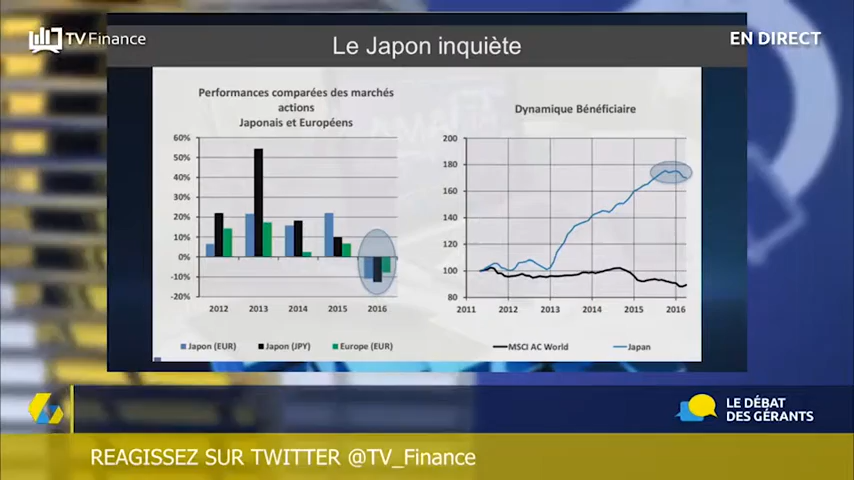 TV Finance
Le Japon inquiète
EN DIRECT
Performances comparées des marchés
actions
Japonais et Européens
60%
50%
40%
30%
20%
10%
0%
-10%
-20%
2012 2013 2014 2015 2016
Japon (EUR) Japon (JPY) Europe (EUR)
Dynamique Bénéficiaire
200
180
160
140
120
100
80
2011 2012 2013 2014 2015 2016
MSCI AC World Japan
LE DÉBAT
DES GÉRANTS
REAGISSEZ SUR TWITTER @TV_Finance